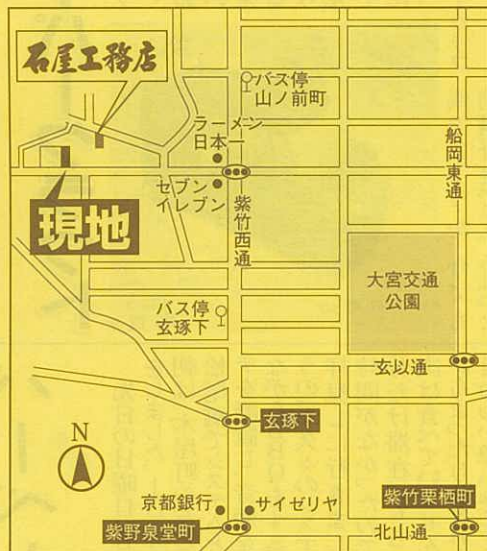 石屋工務店
バス停
山ノ前町
ラーメン
日本一
船岡東通
セブン
イレブン
紫竹西通
現地
大宮交通
公園
バス停
玄琢下
玄以通
玄琢下
N
京都銀行
サイゼリヤ
紫竹栗栖町
紫野泉堂町
北山通